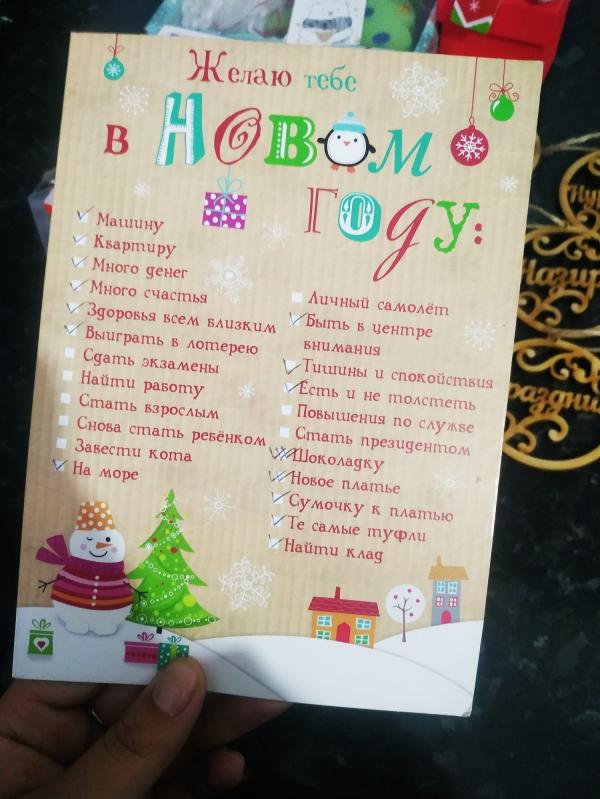 Желаю тебе
в Новом
году:
Машину
Квартиру
Много денег
Много счастья
Здоровья всем близким
Выиграть в лотерею
Сдать экзамены
Найти работу
Стать взрослым
Снова стать ребёнком
Завести кота
На море
Личный самолёт
Быть в центре
внимания
Тишины и спокойствия
Есть и не толстеть
Повышения по службе
Стать президентом
Шоколадку
Новое платье
Сумочку к платью
Те самые туфли
Найти клад